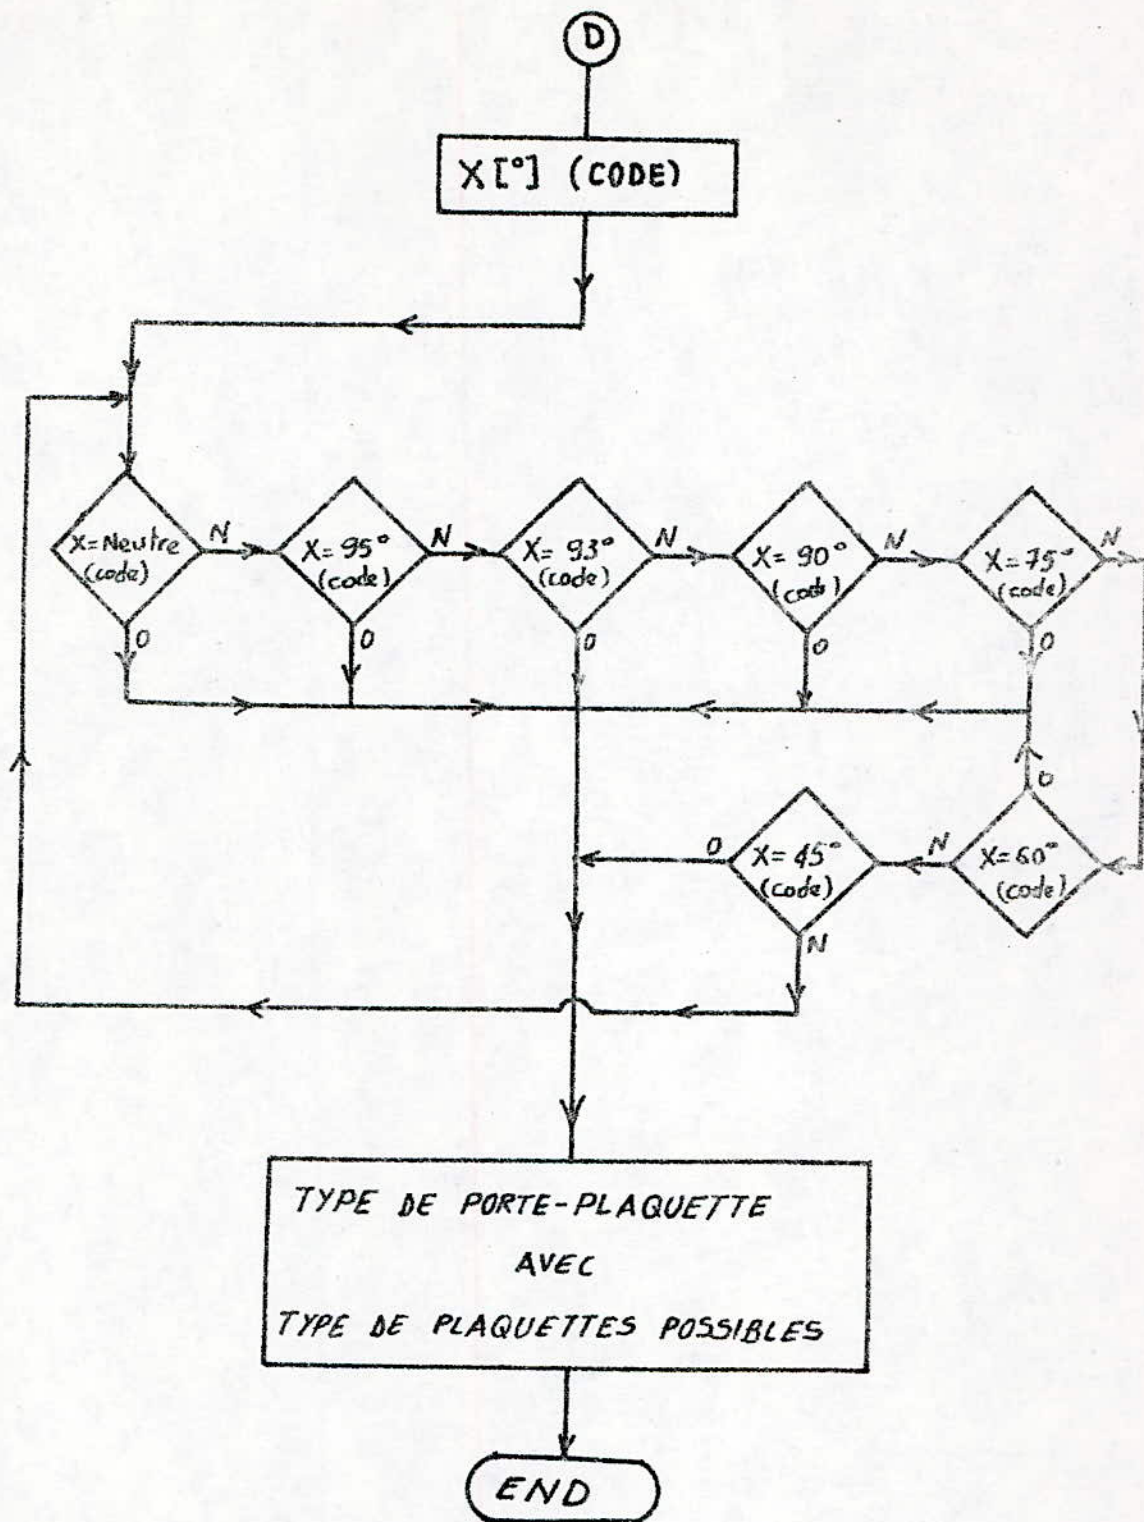 D
X[°] (CODE)
X=Neutre
(code)
N
X=95°
(code)
N
X=93°
(code)
N
X=90°
(code)
N
X=75°
(code)
N
O
O
O
O
O
O
X=45°
(code)
O
N
X=60°
(code)
N
TYPE DE PORTE-PLAQUETTE
AVEC
TYPE DE PLAQUETTES POSSIBLES
END